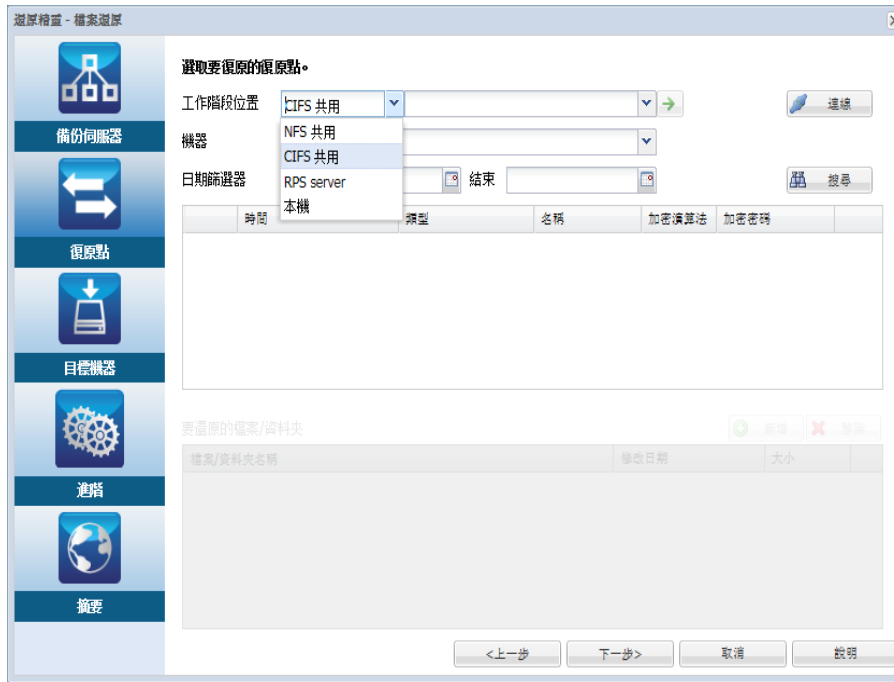 還原精靈 - 檔案還原
選取要復原的復原點。
備份伺服器
復原點
目標機器
進階
摘要
工作階段位置 CIFS 共用 連線
NFS 共用
CIFS 共用
RPS server
本機
機器
日期篩選器 結束 搜尋
時間 類型 名稱 加密演算法 加密密碼
要還原的檔案/資料夾 新增 移除
檔案/資料夾名稱 修改日期 大小
<上一步 下一步> 取消 說明